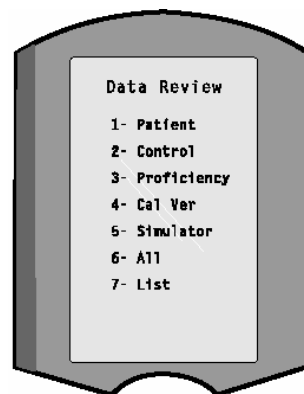 Data Review
1- Patient
2- Control
3- Proficiency
4- Cal Ver
5- Simulator
6- All
7- List